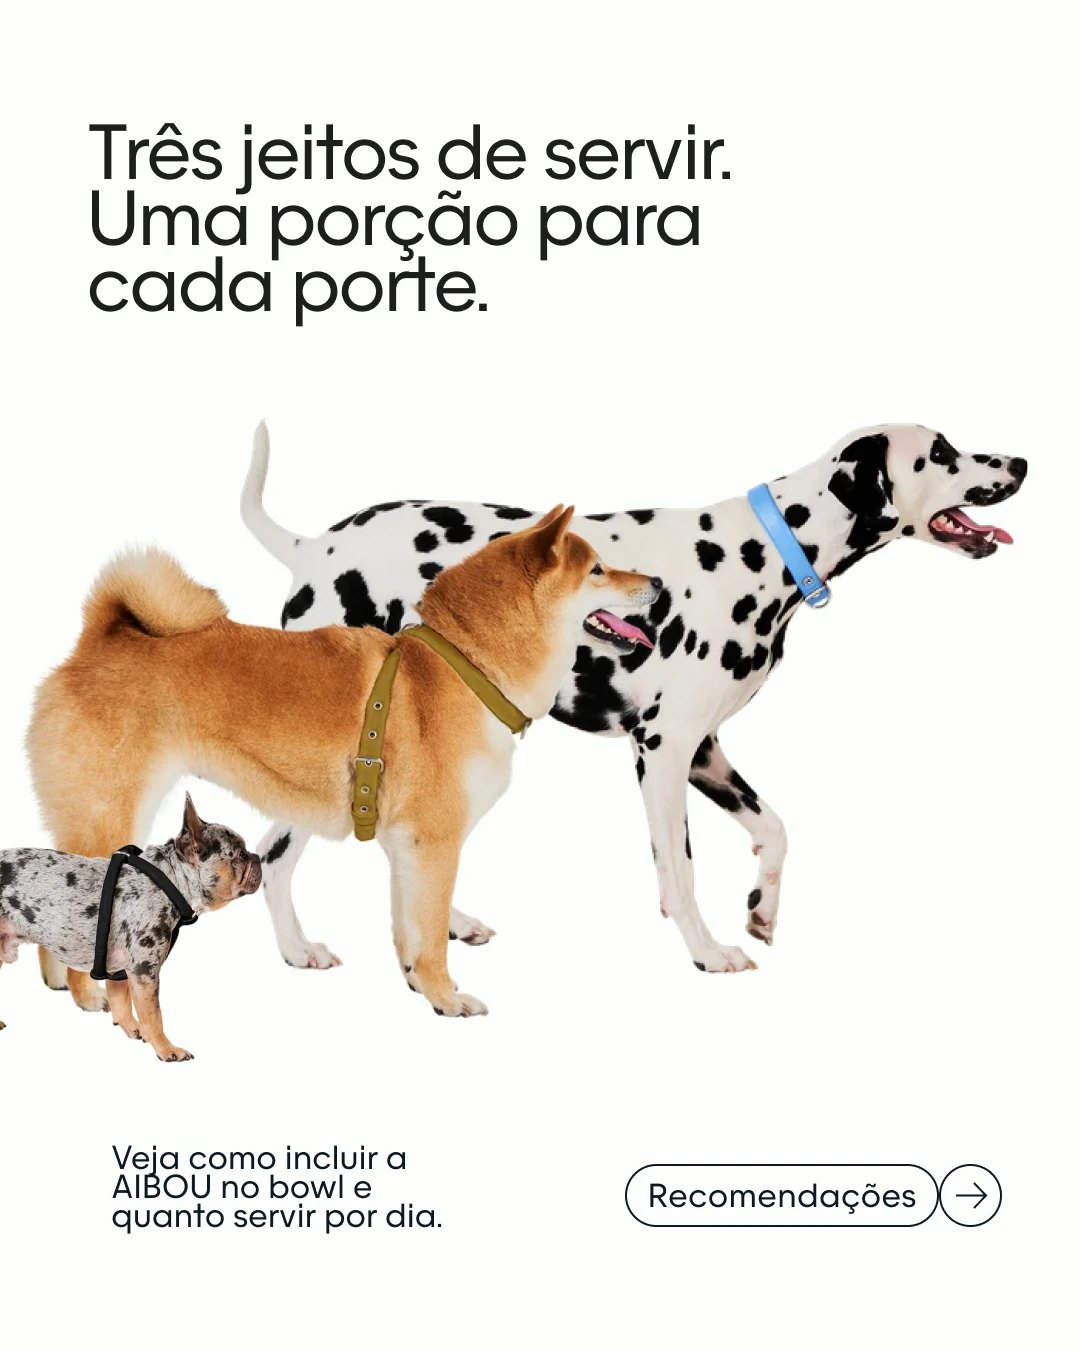 Três jeitos de servir.
Uma porção para
cada porte.
Veja como incluir a
AIBOU no bowl e
quanto servir por dia.
Recomendações